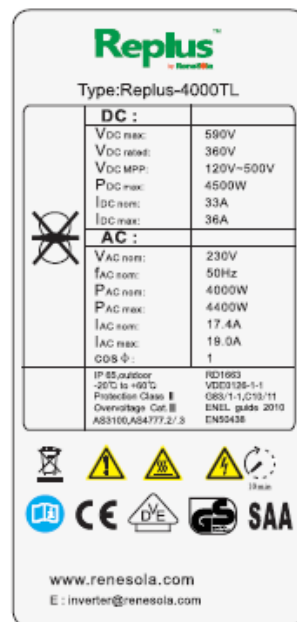 Replus™
by ReneSola
Type:Replus-4000TL
DC :
VDC max: 590V
VDC rated: 360V
VDC MPP: 120V~500V
PDC max: 4500W
IDC nom: 33A
IDC max: 36A
AC :
VAC nom: 230V
fAC nom: 50Hz
PAC nom: 4000W
PAC max: 4400W
IAC nom: 17.4A
IAC max: 19.0A
COS Φ: 1
IP 65,outdoor RD1663
-20℃ to +60℃ VDE0126-1-1
Protection Class Ⅱ G83/1-1,C10/11
Overvoltage Cat.Ⅲ ENEL guide 2010
AS3100,AS4777.2/.3 EN50438
10min
CE DVE GS SAA
www.renesola.com
E : inverter@renesola.com